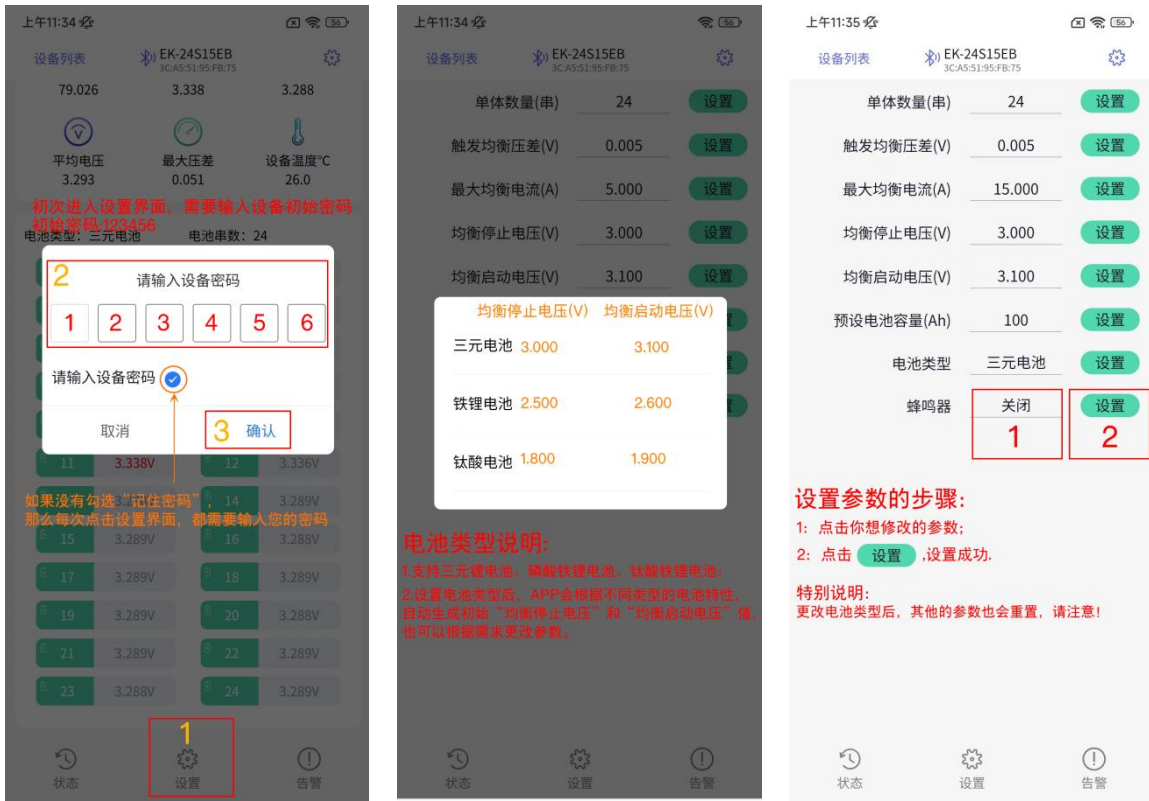 上午11:34
56
设备列表
EK-24S15EB
3C:A5:51:95:FB:75
79.026 3.338 3.288
平均电压 最大压差 设备温度℃
3.293 0.051 26.0
初次进入设置界面，需要输入设备初始密码
初始密码:123456
电池类型：三元电池 电池串数：24
2
请输入设备密码
1 2 3 4 5 6
请输入设备密码
取消 3 确认
11 3.338V 12 3.336V
如果没有勾选“记住密码”，
那么每次点击设置界面，都需要输入您的密码
14 3.289V
15 3.289V 16 3.288V
17 3.289V 18 3.289V
19 3.289V 20 3.288V
21 3.289V 22 3.289V
23 3.288V 24 3.289V
1
状态 设置 告警
上午11:34
56
设备列表
EK-24S15EB
3C:A5:51:95:FB:75
单体数量(串) 24 设置
触发均衡压差(V) 0.005 设置
最大均衡电流(A) 5.000 设置
均衡停止电压(V) 3.000 设置
均衡启动电压(V) 3.100 设置
均衡停止电压(V) 均衡启动电压(V)
三元电池 3.000 3.100
铁锂电池 2.500 2.600
钛酸电池 1.800 1.900
电池类型说明:
1.支持三元锂电池、磷酸铁锂电池、钛酸铁锂电池;
2.设置电池类型后，APP会根据不同类型的电池特性，
自动生成初始“均衡停止电压”和“均衡启动电压”值，
也可以根据需求更改参数。
状态 设置 告警
上午11:35
56
设备列表
EK-24S15EB
3C:A5:51:95:FB:75
单体数量(串) 24 设置
触发均衡压差(V) 0.005 设置
最大均衡电流(A) 15.000 设置
均衡停止电压(V) 3.000 设置
均衡启动电压(V) 3.100 设置
预设电池容量(Ah) 100 设置
电池类型 三元电池 设置
蜂鸣器 关闭 设置
1 2
设置参数的步骤:
1: 点击你想修改的参数;
2: 点击 设置 ,设置成功.
特别说明:
更改电池类型后，其他的参数也会重置，请注意！
状态 设置 告警